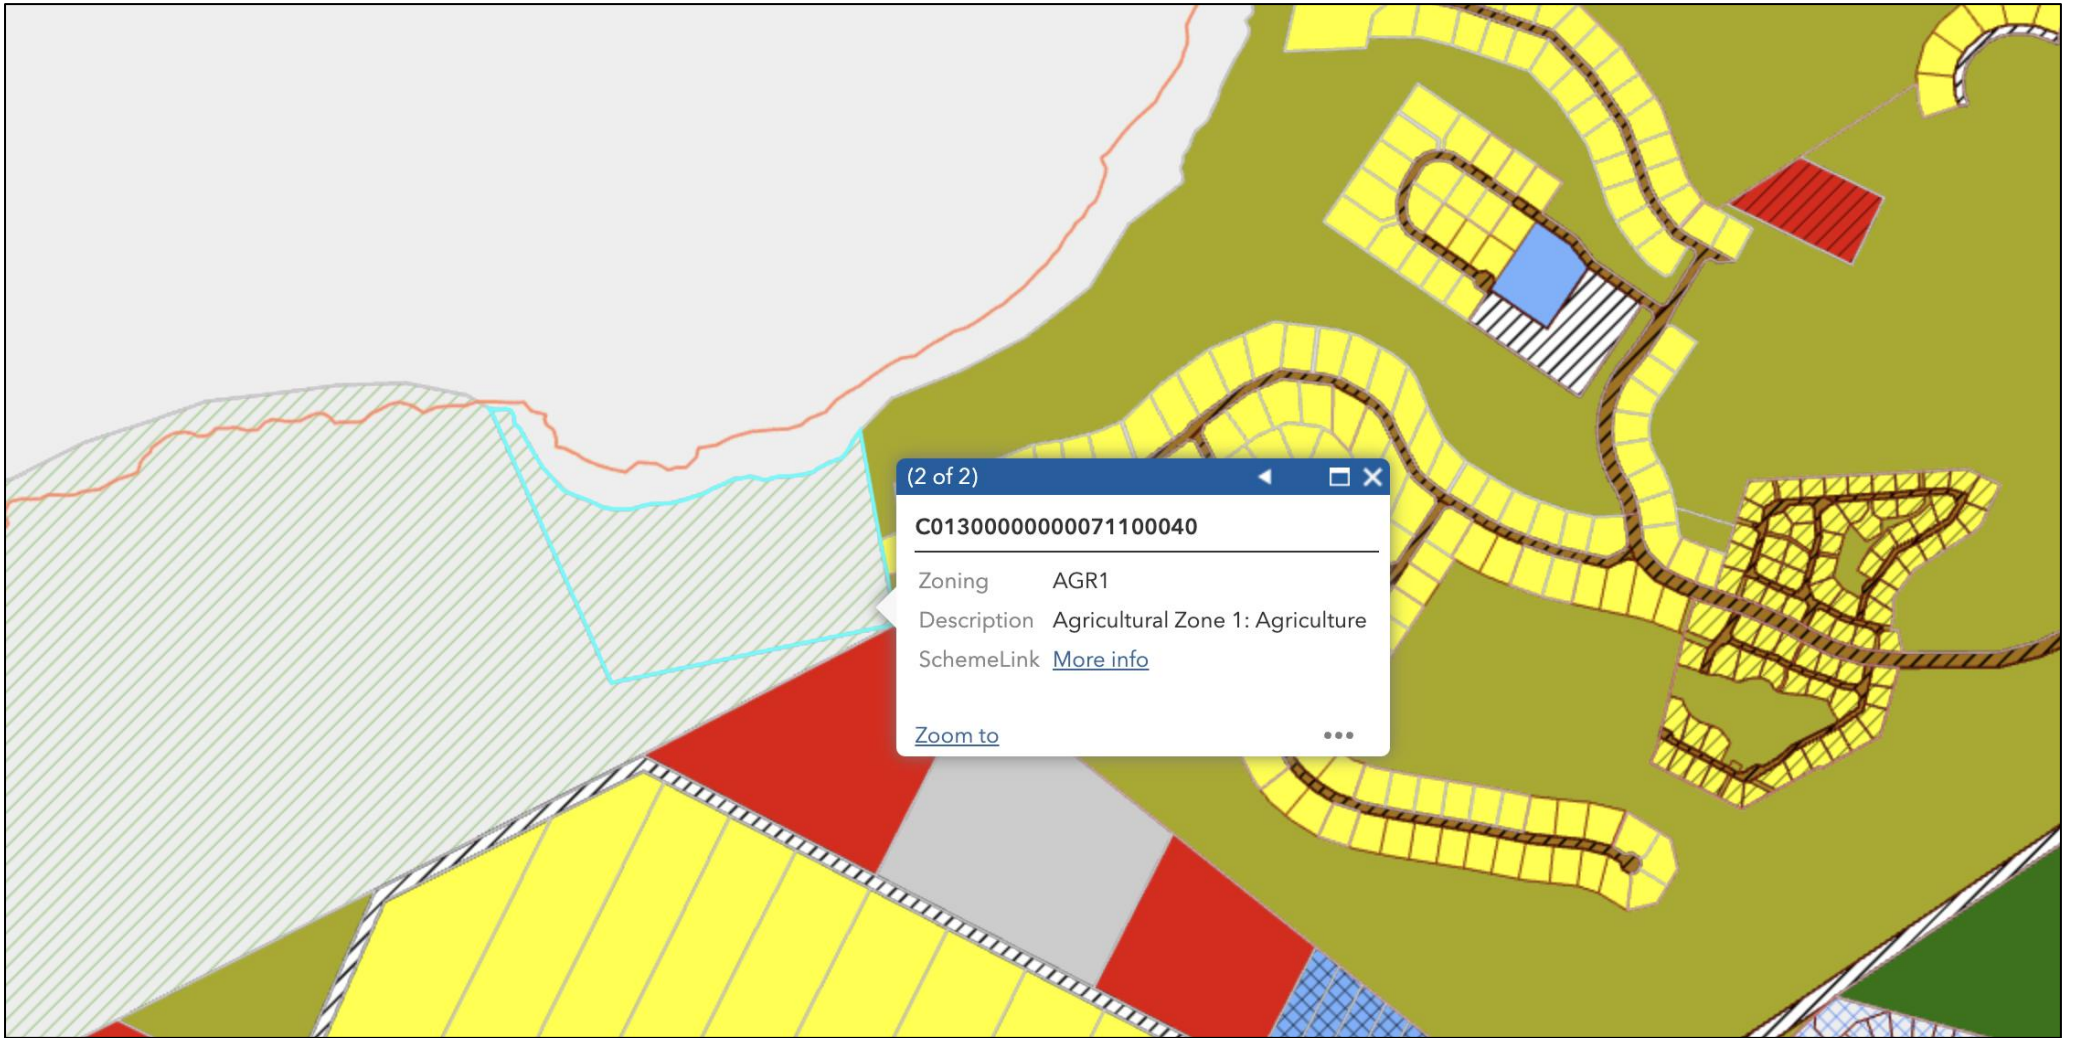 (2 of 2)
C01300000000071100040
Zoning AGR1
Description Agricultural Zone 1: Agriculture
SchemeLink More info
Zoom to